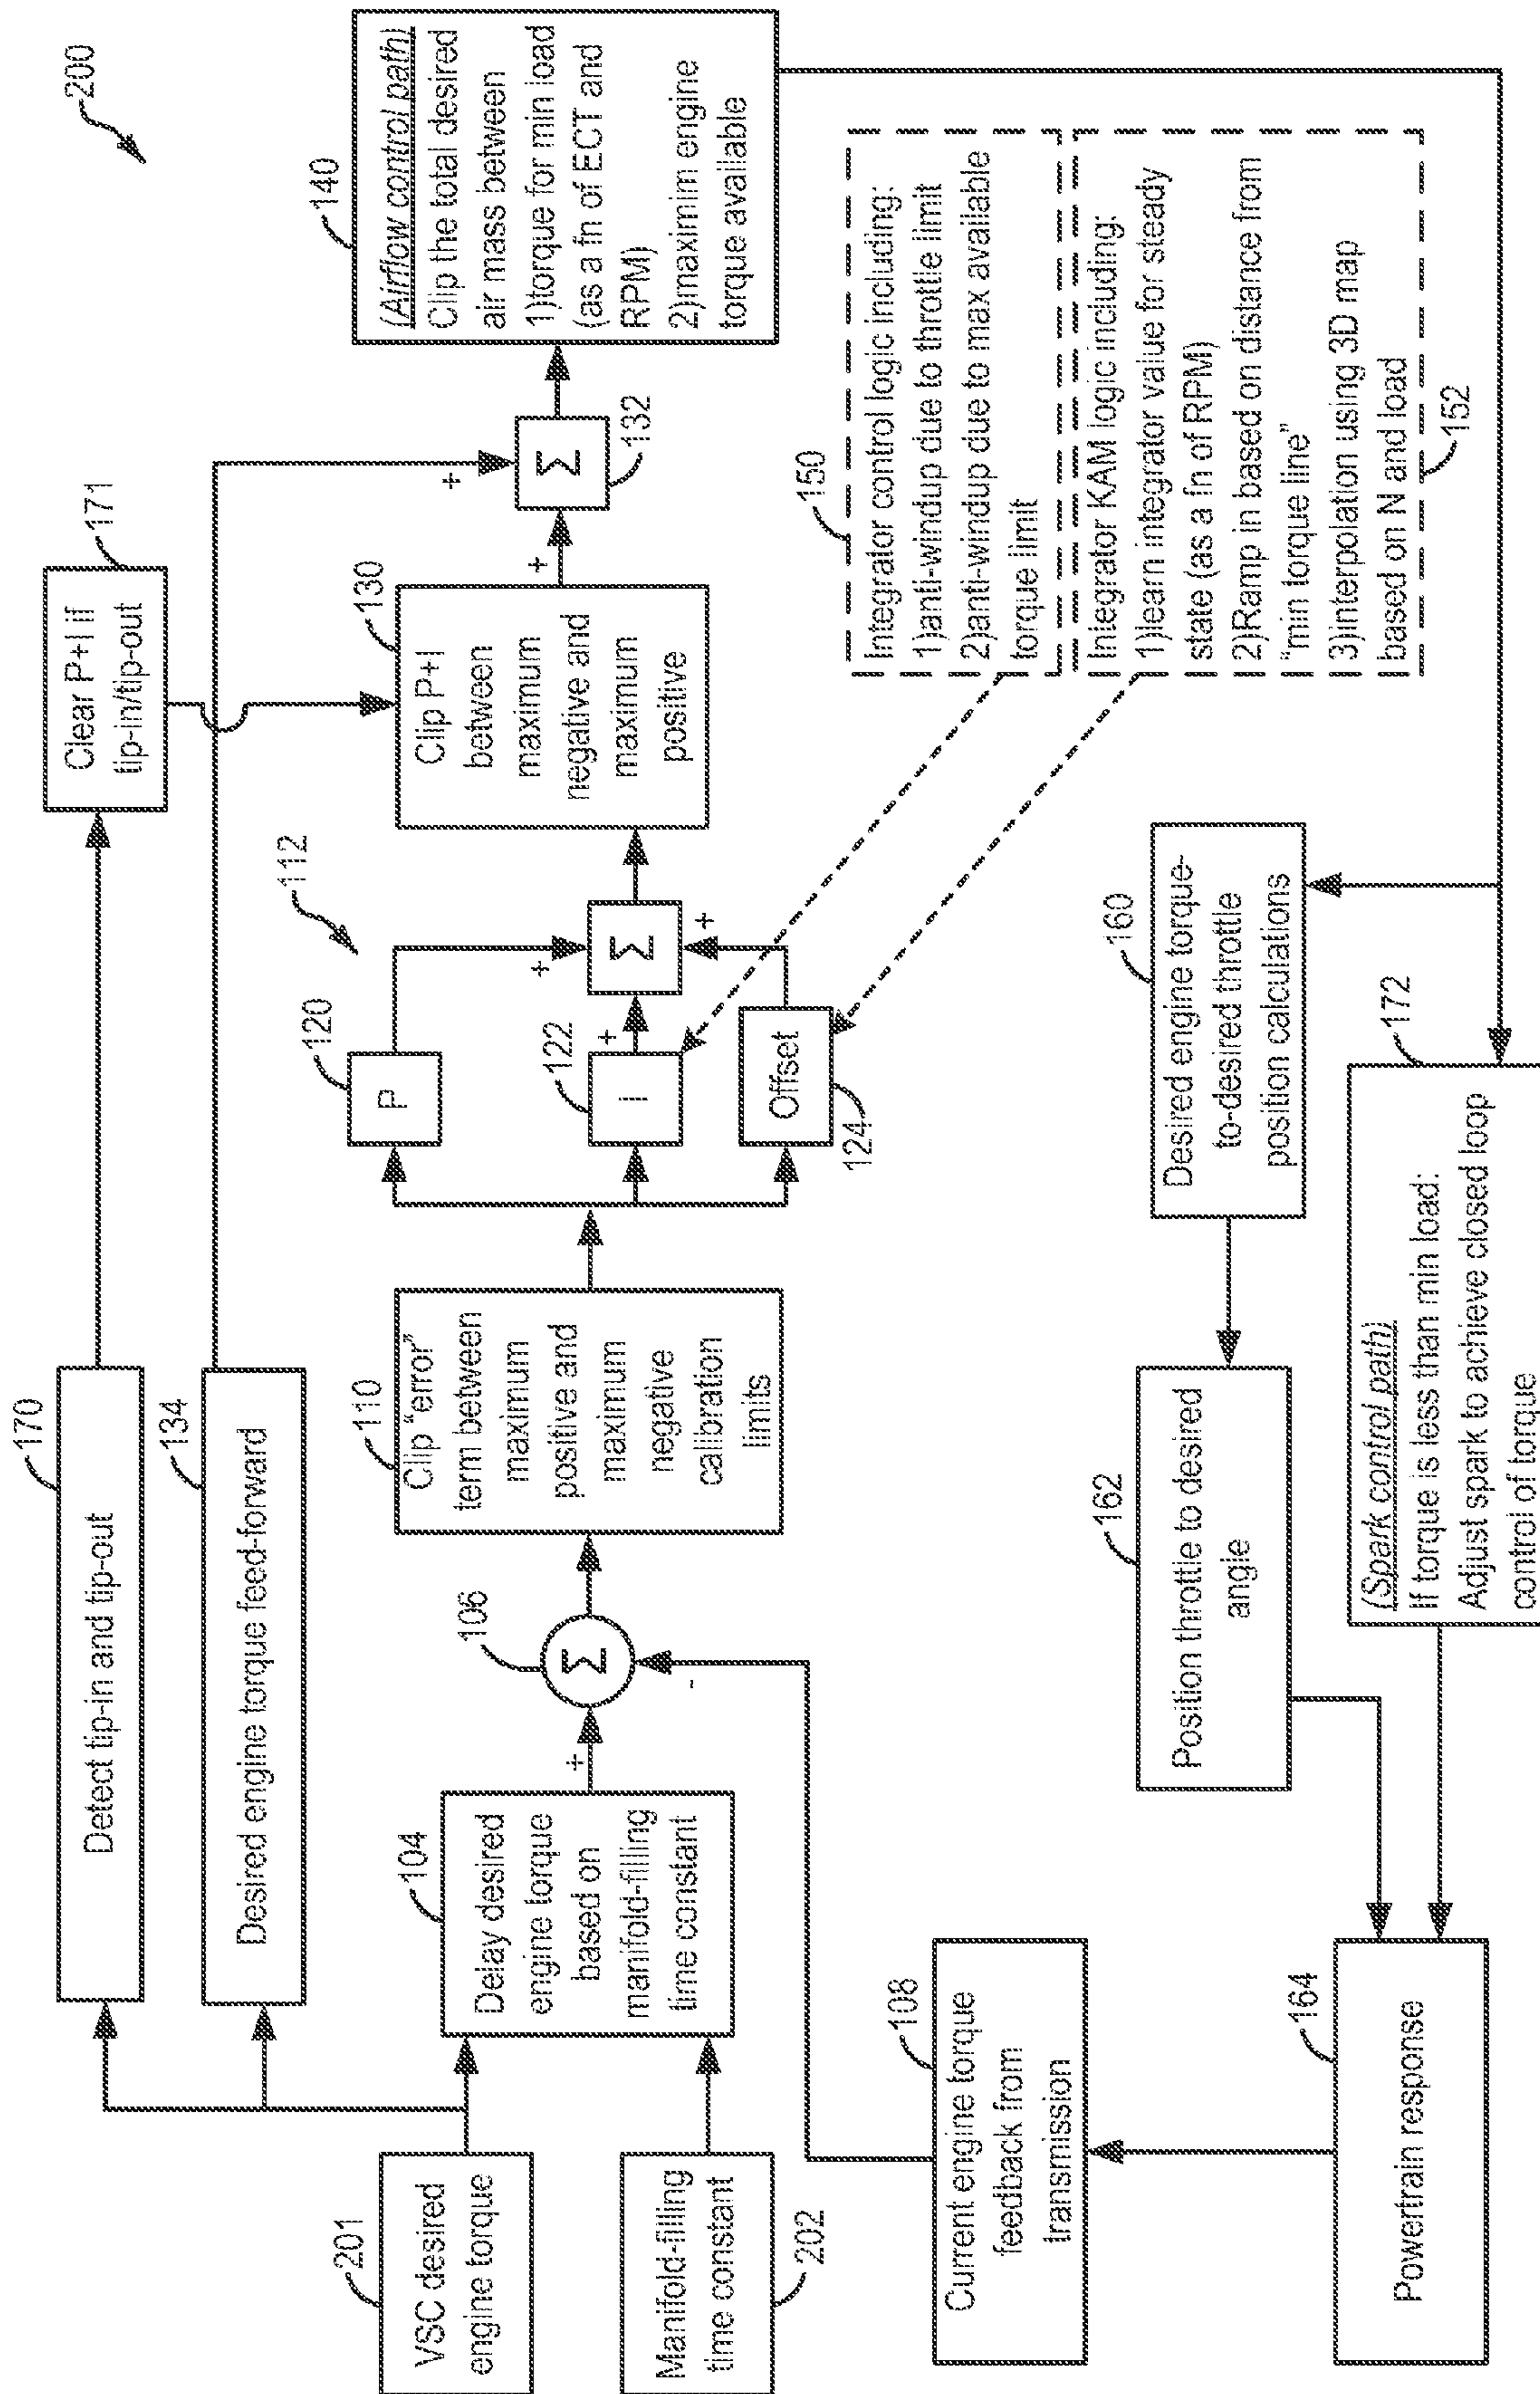 200
170
Detect tip-in and tip-out
Clear P+I if
tip-in/tip-out
171
134
Desired engine torque feed-forward
201
VSC desired
engine torque
Manifold-filling
time constant
202
104
Delay desired
engine torque
based on
manifold-filling
time constant
+
106
Σ
-
110
Clip "error"
term between
maximum
positive and
maximum
negative
calibration
limits
112
120
P
+
122
I
+
Offset
124
+
Σ
130
Clip P+I
between
maximum
negative and
maximum
positive
+
+
Σ
132
140
(Airflow control path)
Clip the total desired
air mass between
1)torque for min load
(as a fn of ECT and
RPM)
2)maximim engine
torque available
150
Integrator control logic including:
1)anti-windup due to throttle limit
2)anti-windup due to max available
torque limit
Integrator KAM logic including:
1)learn integrator value for steady
state (as a fn of RPM)
2)Ramp in based on distance from
"min torque line"
3)interpolation using 3D map
based on N and load
152
108
Current engine torque
feedback from
transmission
162
Position throttle to desired
angle
160
Desired engine torque-
to-desired throttle
position calculations
164
Powertrain response
172
(Spark control path)
If torque is less than min load:
Adjust spark to achieve closed loop
control of torque